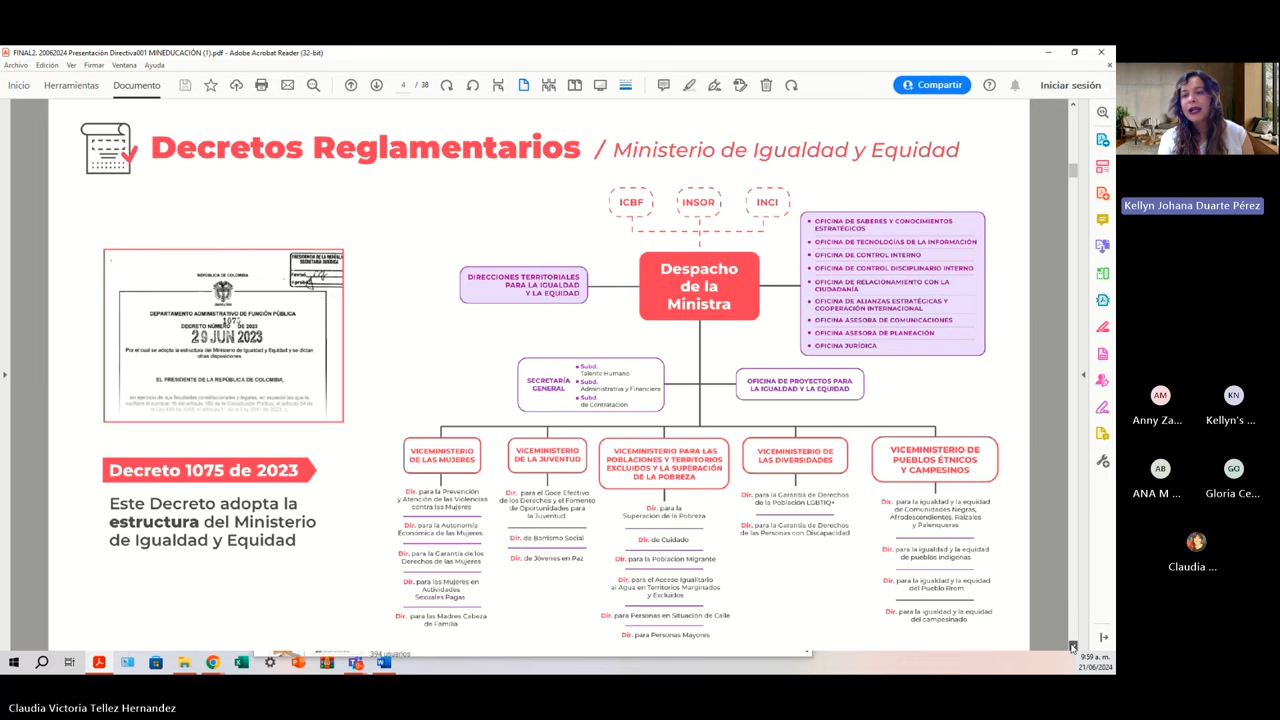 FINAL2. 20062024 Presentación Directiva001 MINEDUCACIÓN (1).pdf - Adobe Acrobat Reader (32-bit)
Archivo Edición Ver Firmar Ventana Ayuda
Inicio Herramientas Documento
4 / 38
Compartir
Iniciar sesión
Decretos Reglamentarios / Ministerio de Igualdad y Equidad
ICBF INSOR INCI
REPÚBLICA DE COLOMBIA
DEPARTAMENTO ADMINISTRATIVO DE FUNCIÓN PÚBLICA
1075
DECRETO NÚMERO DE 2023
29 JUN 2023
Por el cual se adopta la estructura del Ministerio de Igualdad y Equidad y se dictan
otras disposiciones
EL PRESIDENTE DE LA REPÚBLICA DE COLOMBIA,
Decreto 1075 de 2023
Este Decreto adopta la
estructura del Ministerio
de Igualdad y Equidad
DIRECCIONES TERRITORIALES
PARA LA IGUALDAD
Y LA EQUIDAD
Despacho
de la
Ministra
OFICINA DE SABERES Y CONOCIMIENTOS
ESTRATÉGICOS
OFICINA DE TECNOLOGÍAS DE LA INFORMACIÓN
OFICINA DE CONTROL INTERNO
OFICINA DE CONTROL DISCIPLINARIO INTERNO
OFICINA DE RELACIONAMIENTO CON LA
CIUDADANÍA
OFICINA DE ALIANZAS ESTRATÉGICAS Y
COOPERACIÓN INTERNACIONAL
OFICINA ASESORA DE COMUNICACIONES
OFICINA ASESORA DE PLANEACIÓN
OFICINA JURÍDICA
SECRETARÍA
GENERAL
Subd.
Talento Humano
Subd.
Administrativa y Financiera
Subd.
de Contratación
OFICINA DE PROYECTOS PARA
LA IGUALDAD Y LA EQUIDAD
VICEMINISTERIO
DE LAS MUJERES
Dir. para la Prevención
y Atención de las Violencias
contra las Mujeres
Dir. para la Autonomía
Económica de las Mujeres
Dir. para la Garantía de los
Derechos de las Mujeres
Dir. para las Mujeres en
Actividades
Sexuales Pagas
Dir. para las Madres Cabeza
de Familia
VICEMINISTERIO
DE LA JUVENTUD
Dir. para el Goce Efectivo
de los Derechos y el Fomento
de Oportunidades para
la Juventud
Dir. de Barrismo Social
Dir. de Jóvenes en Paz
VICEMINISTERIO PARA LAS
POBLACIONES Y TERRITORIOS
EXCLUIDOS Y LA SUPERACIÓN
DE LA POBREZA
Dir. para la
Superación de la Pobreza
Dir. de Cuidado
Dir. para la Población Migrante
Dir. para el Acceso Igualitario
al Agua en Territorios Marginados
y Excluidos
Dir. para Personas en Situación de Calle
Dir. para Personas Mayores
VICEMINISTERIO DE
LAS DIVERSIDADES
Dir. para la Garantía de Derechos
de la Población LGBTIQ+
Dir. para la Garantía de Derechos
de las Personas con Discapacidad
VICEMINISTERIO DE
PUEBLOS ÉTNICOS
Y CAMPESINOS
Dir. para la igualdad y la equidad
de Comunidades Negras,
Afrodescendientes, Raizales
y Palenqueras
Dir. para la igualdad y la equidad
de pueblos indígenas
Dir. para la igualdad y la equidad
del Pueblo Rrom
Dir. para la igualdad y la equidad
del campesinado
394 usuarios
9:59 a. m.
21/06/2024
Kellyn Johana Duarte Pérez
AM KN
Anny Za... Kellyn's ...
AB GO
ANA M ... Gloria Ce...
Claudia ...
Claudia Victoria Tellez Hernandez